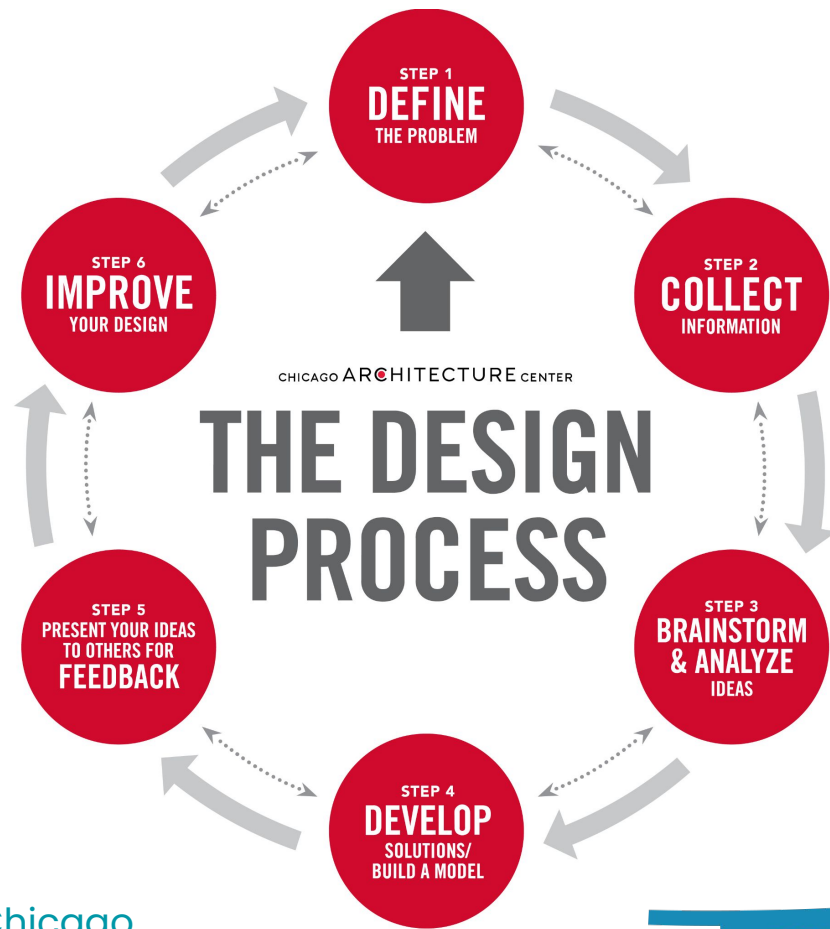 STEP 1
DEFINE
THE PROBLEM
STEP 2
COLLECT
INFORMATION
STEP 3
BRAINSTORM
& ANALYZE
IDEAS
STEP 4
DEVELOP
SOLUTIONS/
BUILD A MODEL
STEP 5
PRESENT YOUR IDEAS
TO OTHERS FOR
FEEDBACK
STEP 6
IMPROVE
YOUR DESIGN
CHICAGO ARCHITECTURE CENTER
THE DESIGN
PROCESS
Chicago